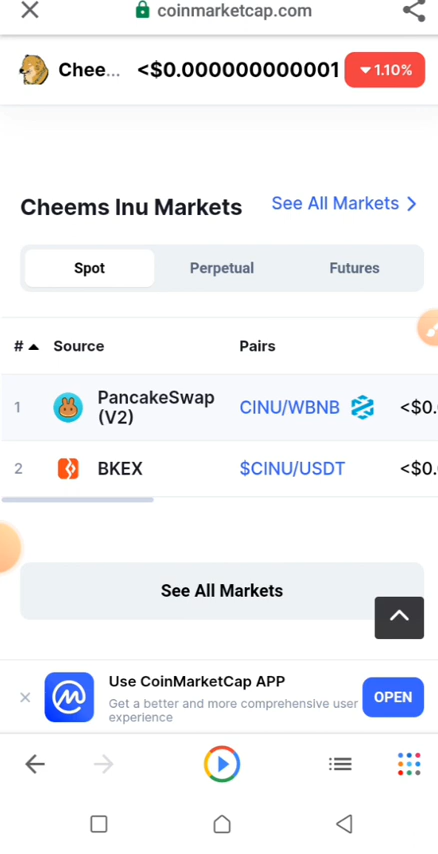 coinmarketcap.com
Chee... <$0.000000000001 1.10%
Cheems Inu Markets See All Markets
Spot Perpetual Futures
# Source Pairs
1 PancakeSwap (V2) CINU/WBNB <$0.
2 BKEX $CINU/USDT <$0.
See All Markets
Use CoinMarketCap APP
Get a better and more comprehensive user
experience
OPEN